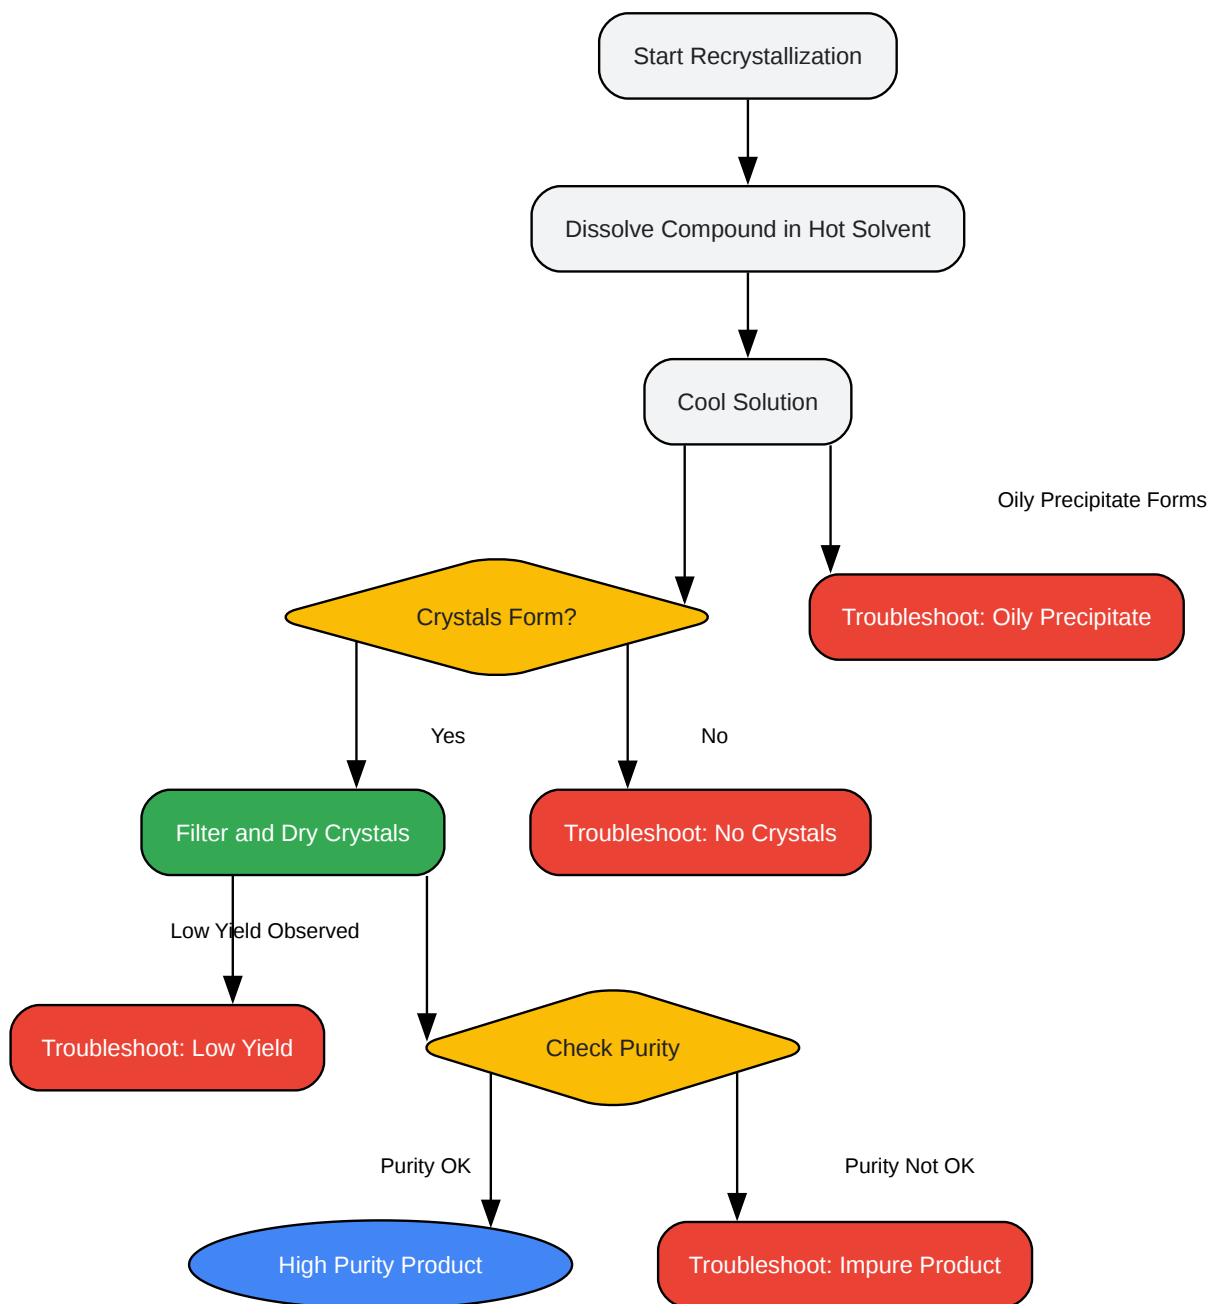 Start Recrystallization
Dissolve Compound in Hot Solvent
Cool Solution
Oily Precipitate Forms
Crystals Form?
Troubleshoot: Oily Precipitate
Yes
No
Filter and Dry Crystals
Troubleshoot: No Crystals
Low Yield Observed
Troubleshoot: Low Yield
Check Purity
Purity OK
Purity Not OK
High Purity Product
Troubleshoot: Impure Product